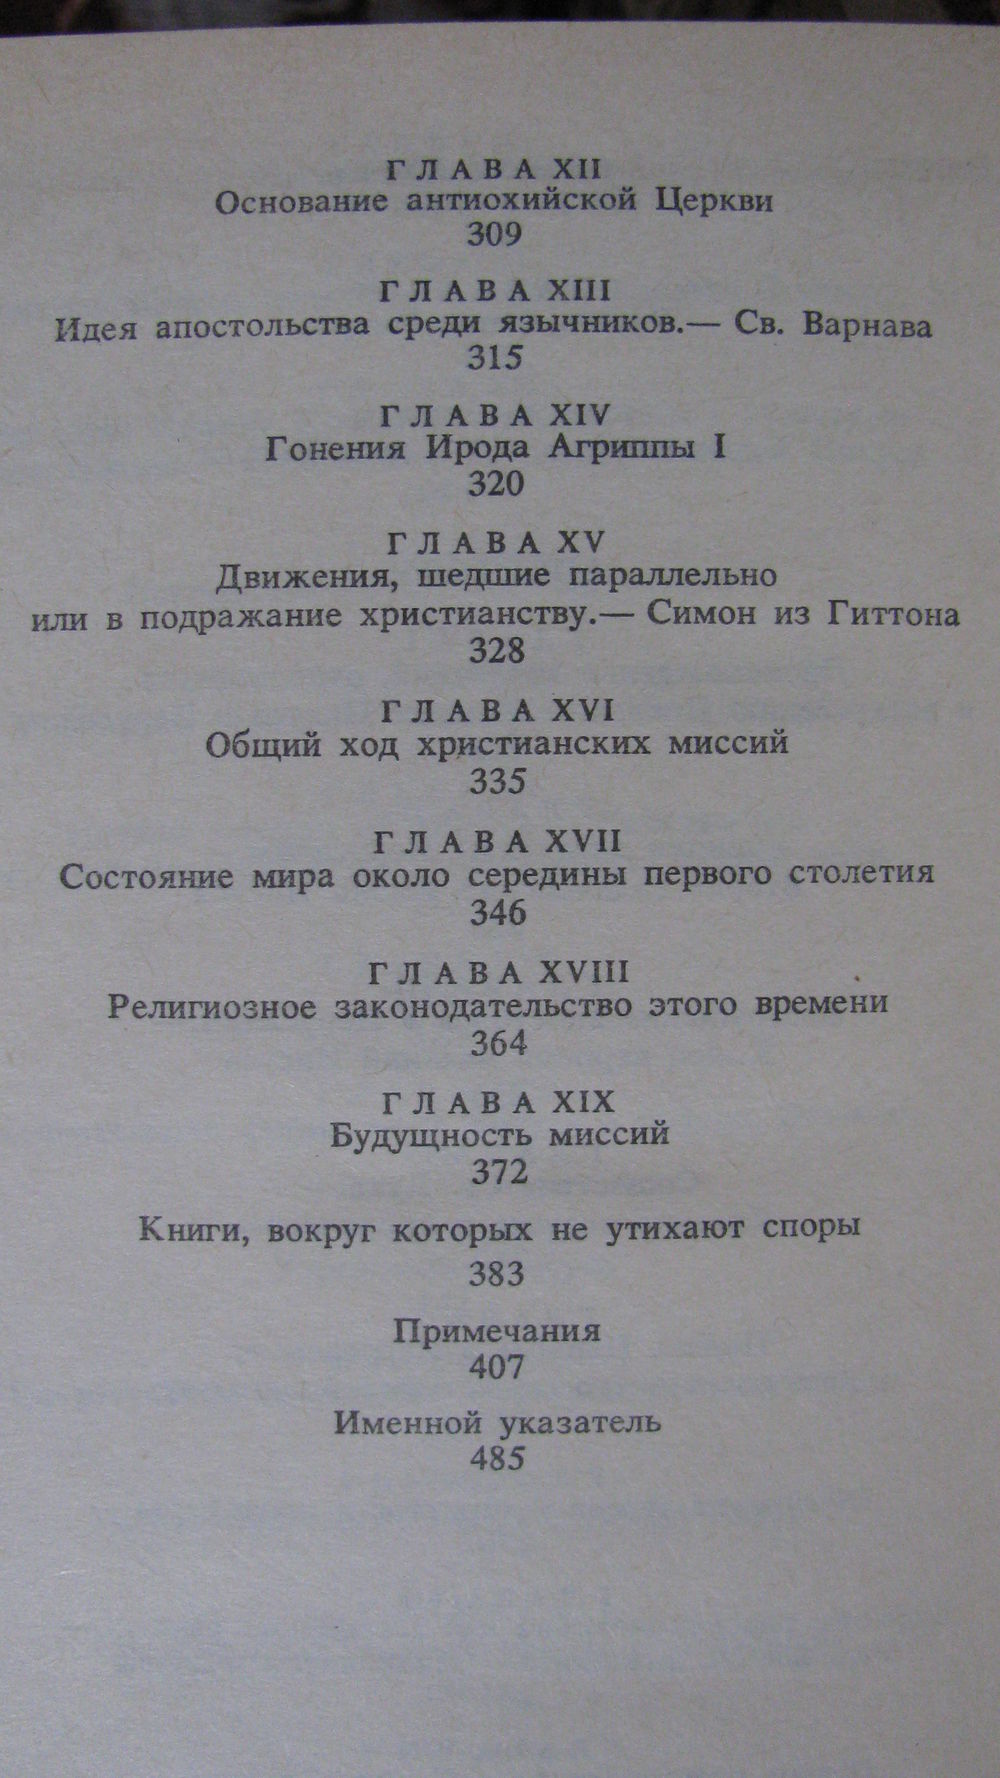 ГЛАВА XII
Основание антиохийской Церкви
309
ГЛАВА XIII
Идея апостольства среди язычников.— Св. Варнава
315
ГЛАВА XIV
Гонения Ирода Агриппы I
320
ГЛАВА XV
Движения, шедшие параллельно
или в подражание христианству.— Симон из Гиттона
328
ГЛАВА XVI
Общий ход христианских миссий
335
ГЛАВА XVII
Состояние мира около середины первого столетия
346
ГЛАВА XVIII
Религиозное законодательство этого времени
364
ГЛАВА XIX
Будущность миссий
372
Книги, вокруг которых не утихают споры
383
Примечания
407
Именной указатель
485